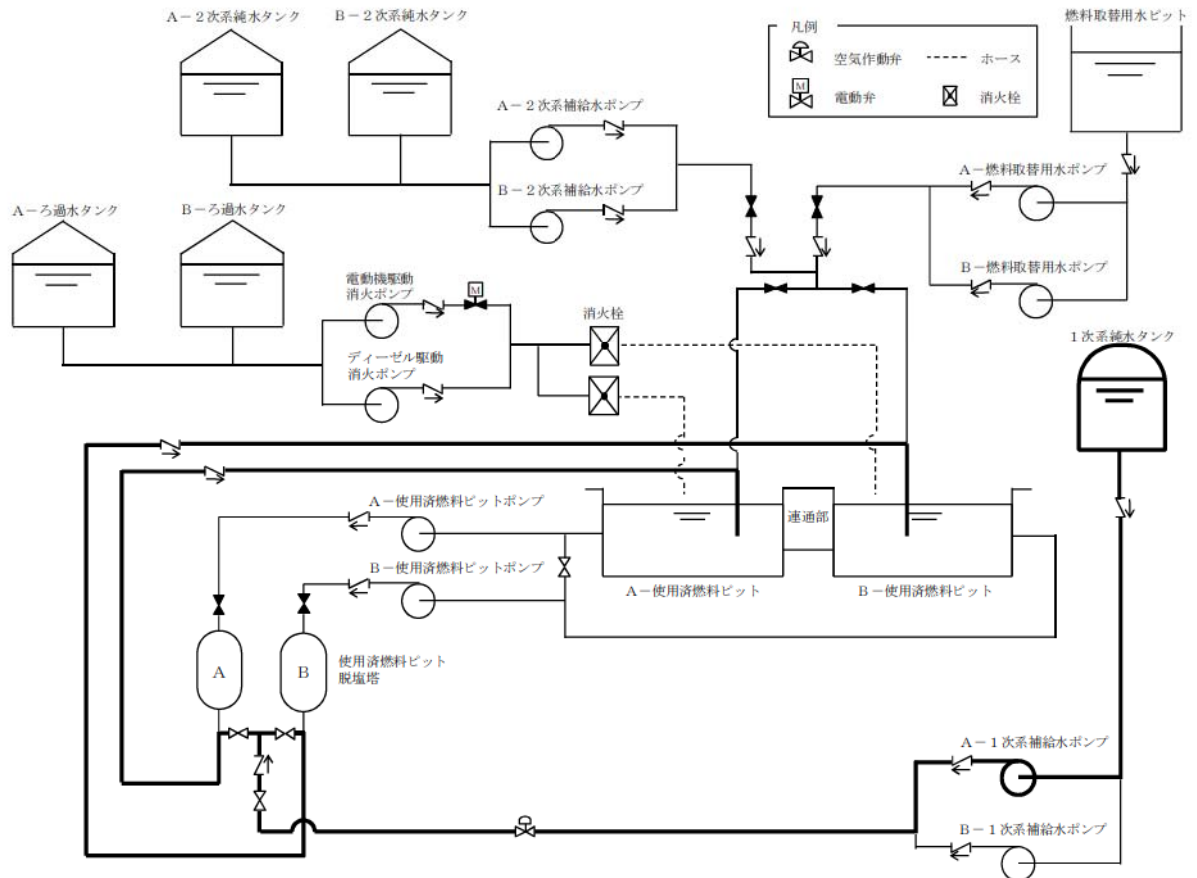 A－2次系純水タンク
B－2次系純水タンク
凡例
空気作動弁
ホース
M
電動弁
消火栓
燃料取替用水ピット
A－2次系補給水ポンプ
B－2次系補給水ポンプ
A－燃料取替用水ポンプ
B－燃料取替用水ポンプ
A－ろ過水タンク
B－ろ過水タンク
電動機駆動
消火ポンプ
M
ディーゼル駆動
消火ポンプ
消火栓
1次系純水タンク
A－使用済燃料ピットポンプ
B－使用済燃料ピットポンプ
連通部
A－使用済燃料ピット
B－使用済燃料ピット
A
B
使用済燃料ピット
脱塩塔
A－1次系補給水ポンプ
B－1次系補給水ポンプ